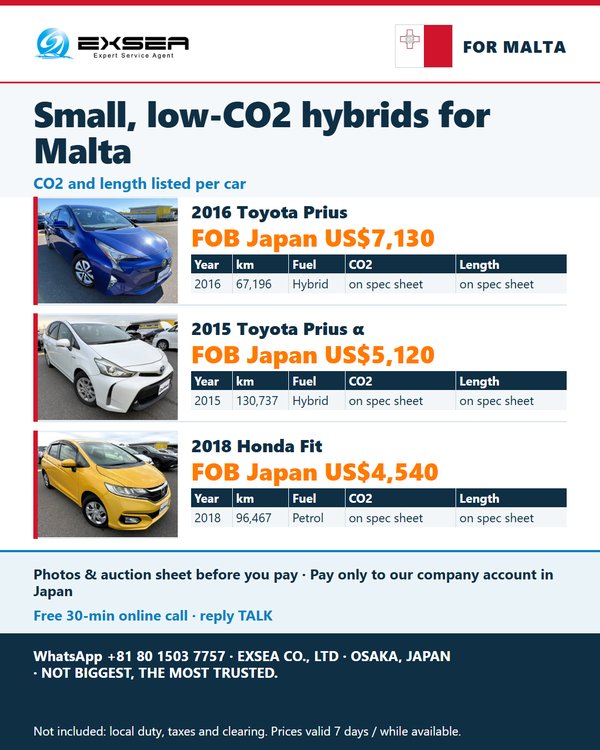 EXSEA
Expert Service Agent
FOR MALTA
Small, low-CO2 hybrids for
Malta
CO2 and length listed per car
2016 Toyota Prius
FOB Japan US$7,130
Year km Fuel CO2 Length
2016 67,196 Hybrid on spec sheet on spec sheet
2015 Toyota Prius α
FOB Japan US$5,120
Year km Fuel CO2 Length
2015 130,737 Hybrid on spec sheet on spec sheet
2018 Honda Fit
FOB Japan US$4,540
Year km Fuel CO2 Length
2018 96,467 Petrol on spec sheet on spec sheet
Photos & auction sheet before you pay · Pay only to our company account in
Japan
Free 30-min online call · reply TALK
WhatsApp +81 80 1503 7757 · EXSEA CO., LTD · OSAKA, JAPAN
· NOT BIGGEST, THE MOST TRUSTED.
Not included: local duty, taxes and clearing. Prices valid 7 days / while available.